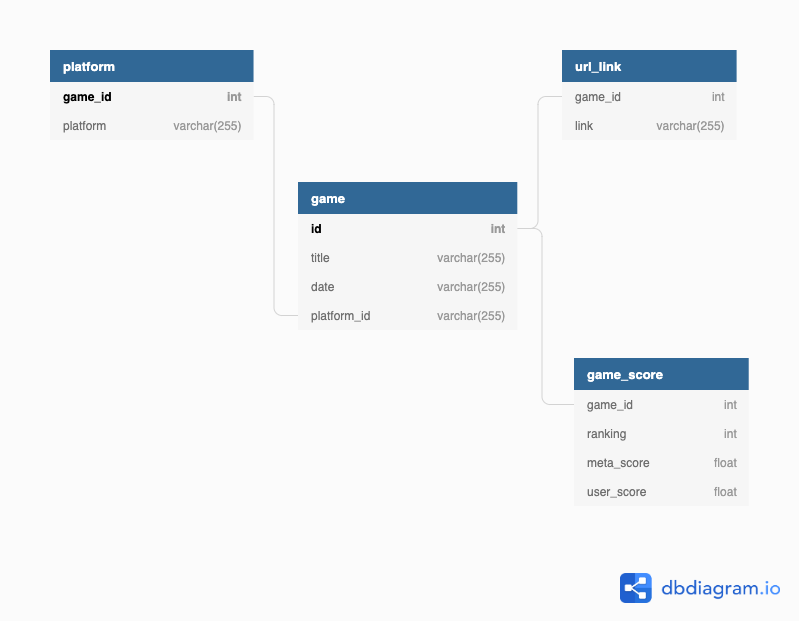 platform
game_id int
platform varchar(255)
url_link
game_id int
link varchar(255)
game
id int
title varchar(255)
date varchar(255)
platform_id varchar(255)
game_score
game_id int
ranking int
meta_score float
user_score float
dbdiagram.io